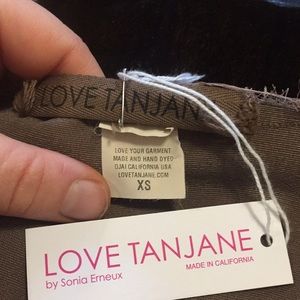 LOVE TANJANE
LOVE YOUR GARMENT
MADE AND HAND DYED
OJAI CALIFORNIA USA
LOVETANJANE.COM
XS
LOVE TANJANE
by Sonia Erneux
MADE IN CALIFORNIA